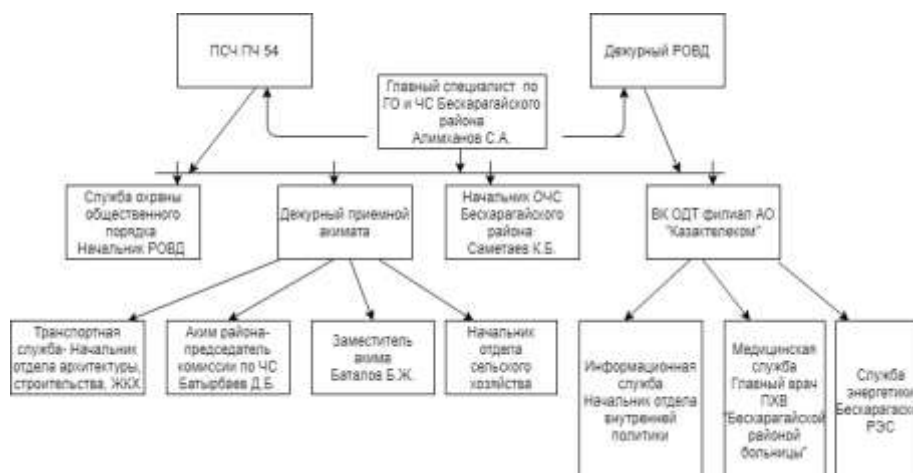 ПСЧ ПЧ 54
Дежурный РОВД
Главный специалист по
ГО и ЧС Бескарагайского
района
Алимханов С.А.
Служба охраны
общественного
порядка
Начальник РОВД
Дежурный приемной
акимата
Начальник ОЧС
Бескарагайского
района
Саметаев К.Б.
ВК ОДТ филиал АО
"Казактелеком"
Транспортная
служба- Начальник
отдела архитектуры,
строительства, ЖКХ
Аким района-
председатель
комиссии по ЧС
Батырбаев Д.Б.
Заместитель
акима
Баталов Б.Ж.
Начальник
отдела
сельского
хозяйства
Информационная
служба
Начальник отдела
внутренней
политики
Медицинская
служба
Главный врач
ПХВ
"Бескарагайской
районой
больницы"
Служба
энергетики
РЭС